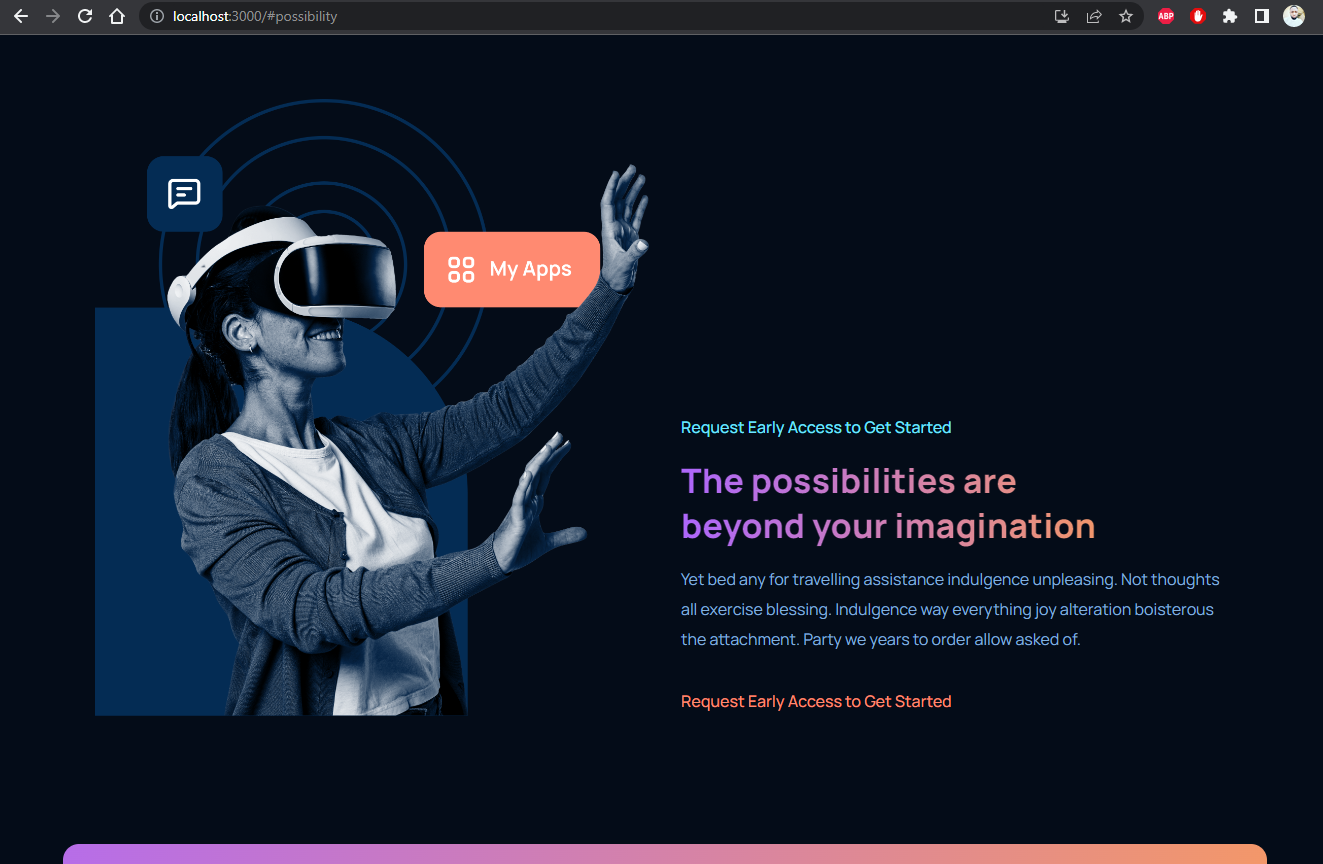 localhost:3000/#possibility
ABP
My Apps
Request Early Access to Get Started
The possibilities are
beyond your imagination
Yet bed any for travelling assistance indulgence unpleasing. Not thoughts
all exercise blessing. Indulgence way everything joy alteration boisterous
the attachment. Party we years to order allow asked of.
Request Early Access to Get Started